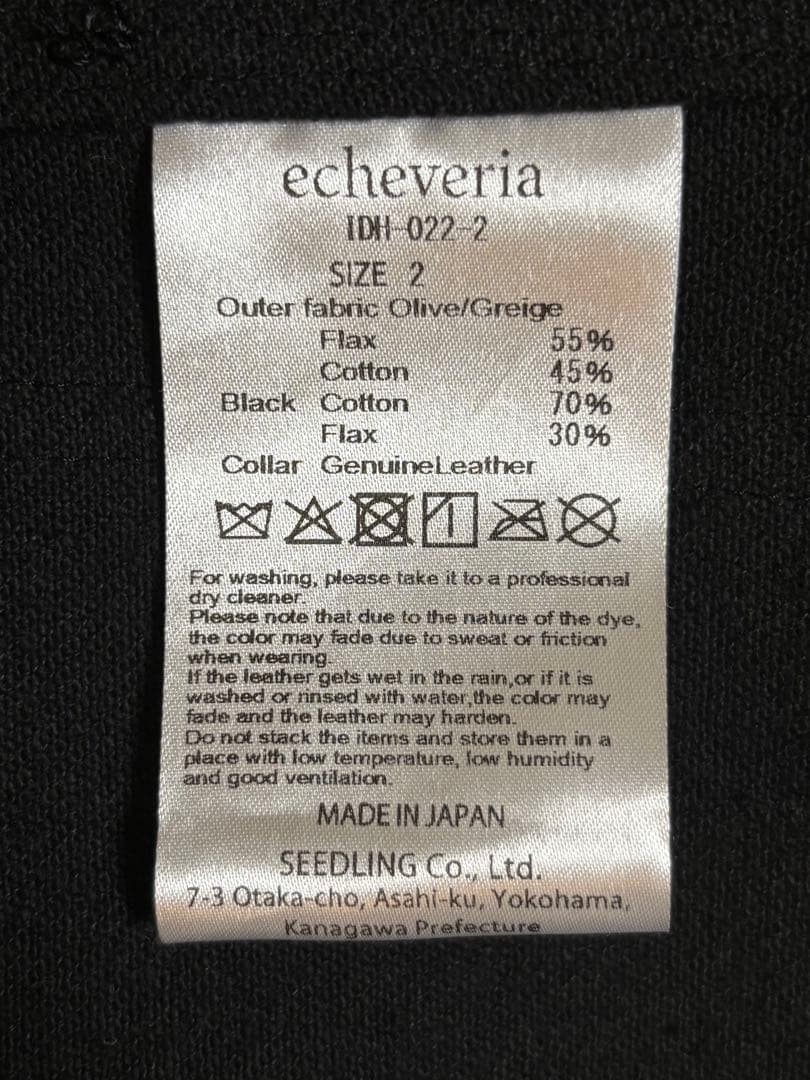 echeveria
IDH-022-2
SIZE 2
Outer fabric Olive/Greige
Flax 55%
Cotton 45%
Black Cotton 70%
Flax 30%
Collar GenuineLeather
For washing, please take it to a professional
dry cleaner.
Please note that due to the nature of the dye,
the color may fade due to sweat or friction
when wearing.
If the leather gets wet in the rain,or if it is
washed or rinsed with water,the color may
fade and the leather may harden.
Do not stack the items and store them in a
place with low temperature, low humidity
and good ventilation.
MADE IN JAPAN
SEEDLING Co., Ltd.
7-3 Otaka-cho, Asahi-ku, Yokohama,
Kanagawa Prefecture